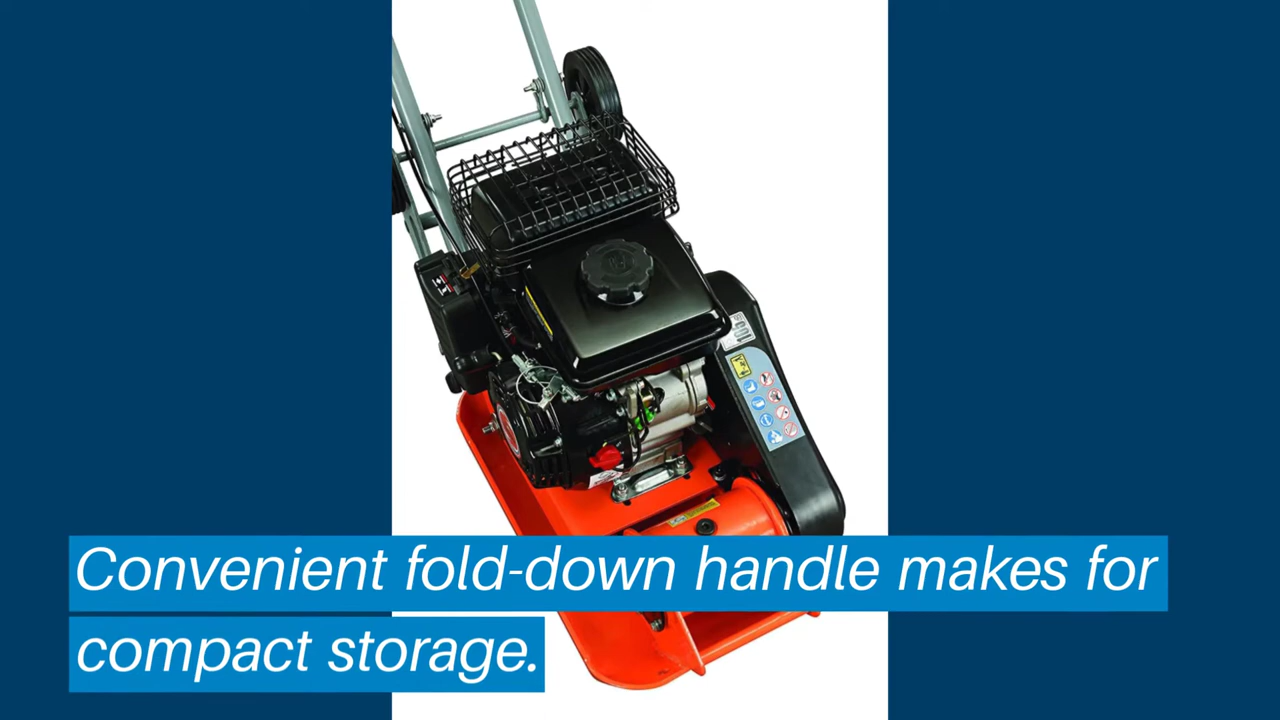 Convenient fold-down handle makes for
compact storage.